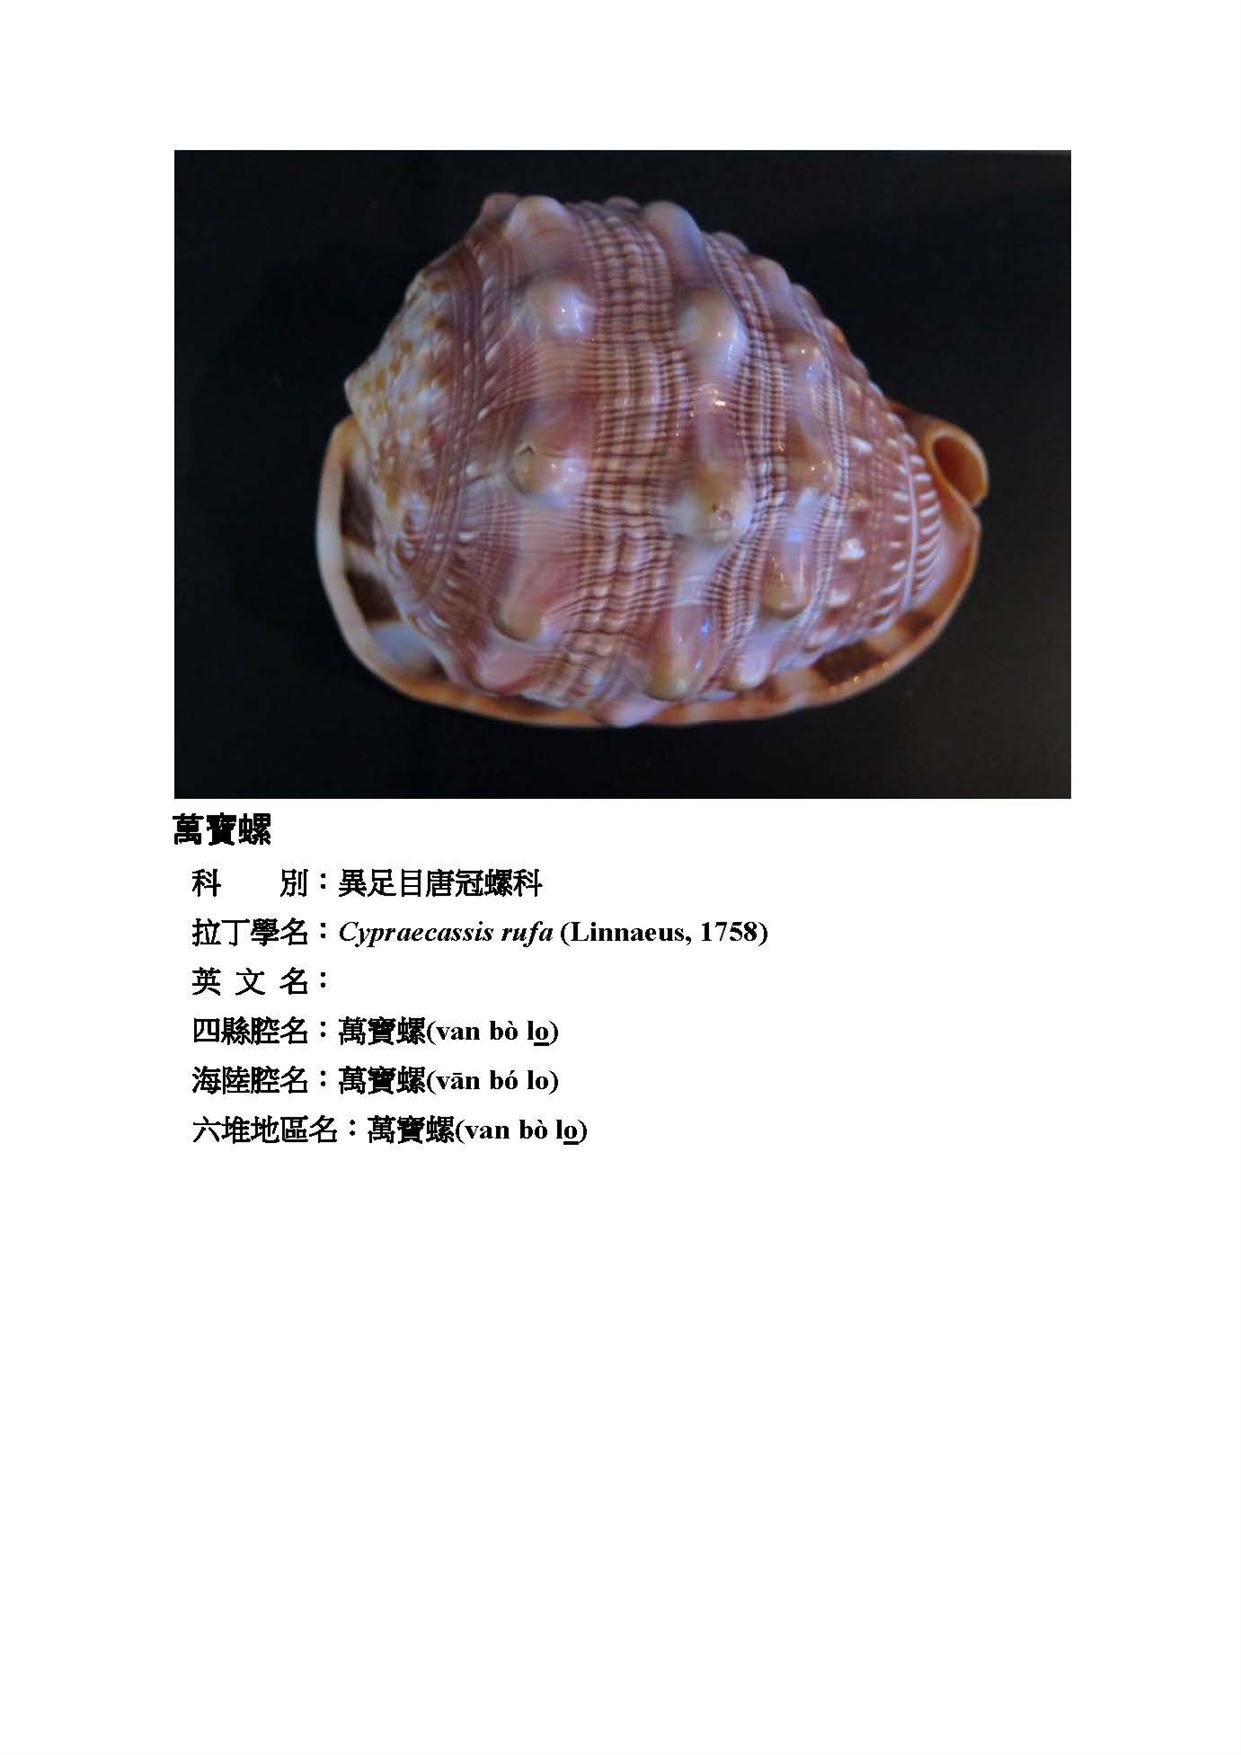 萬寶螺
科　　別：異足目唐冠螺科
拉丁學名：Cypraecassis rufa (Linnaeus, 1758)
英 文 名：
四縣腔名：萬寶螺(van bò lo̲)
海陸腔名：萬寶螺(vān bó lo)
六堆地區名：萬寶螺(van bò lo̲)